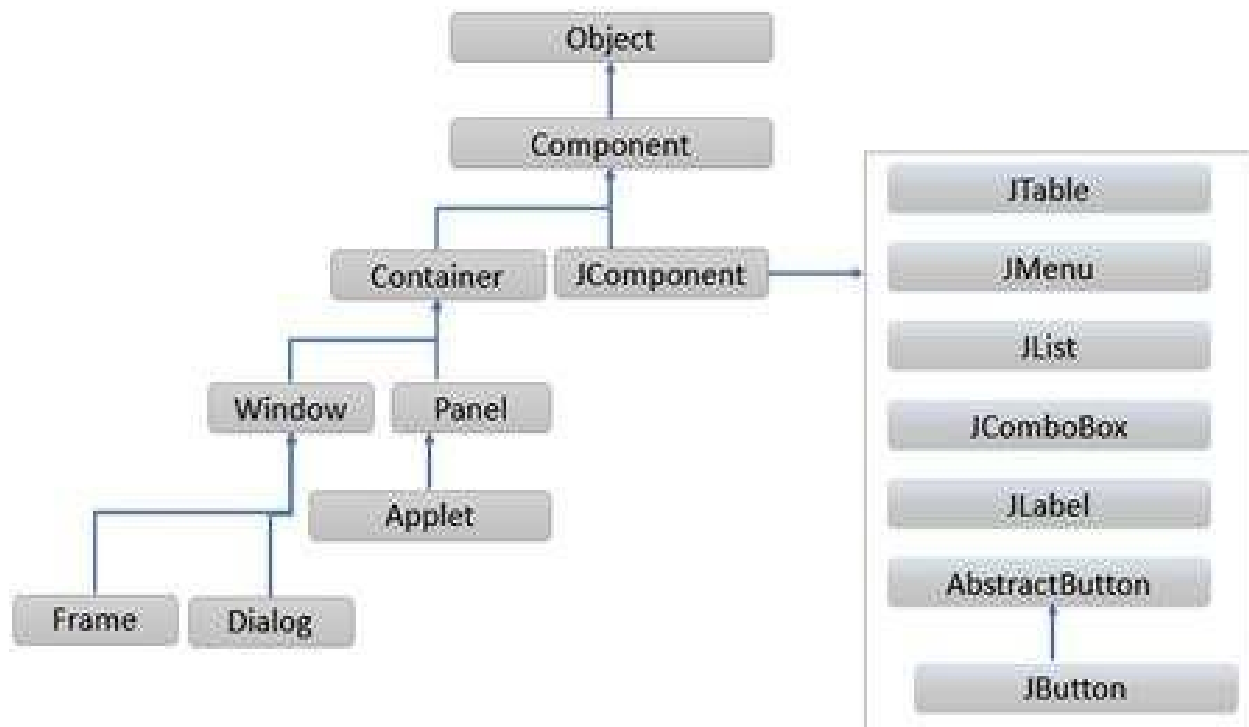 Object
Component
JTable
Container
JComponent
JMenu
JList
Window
Panel
JComboBox
Applet
JLabel
AbstractButton
Frame
Dialog
JButton